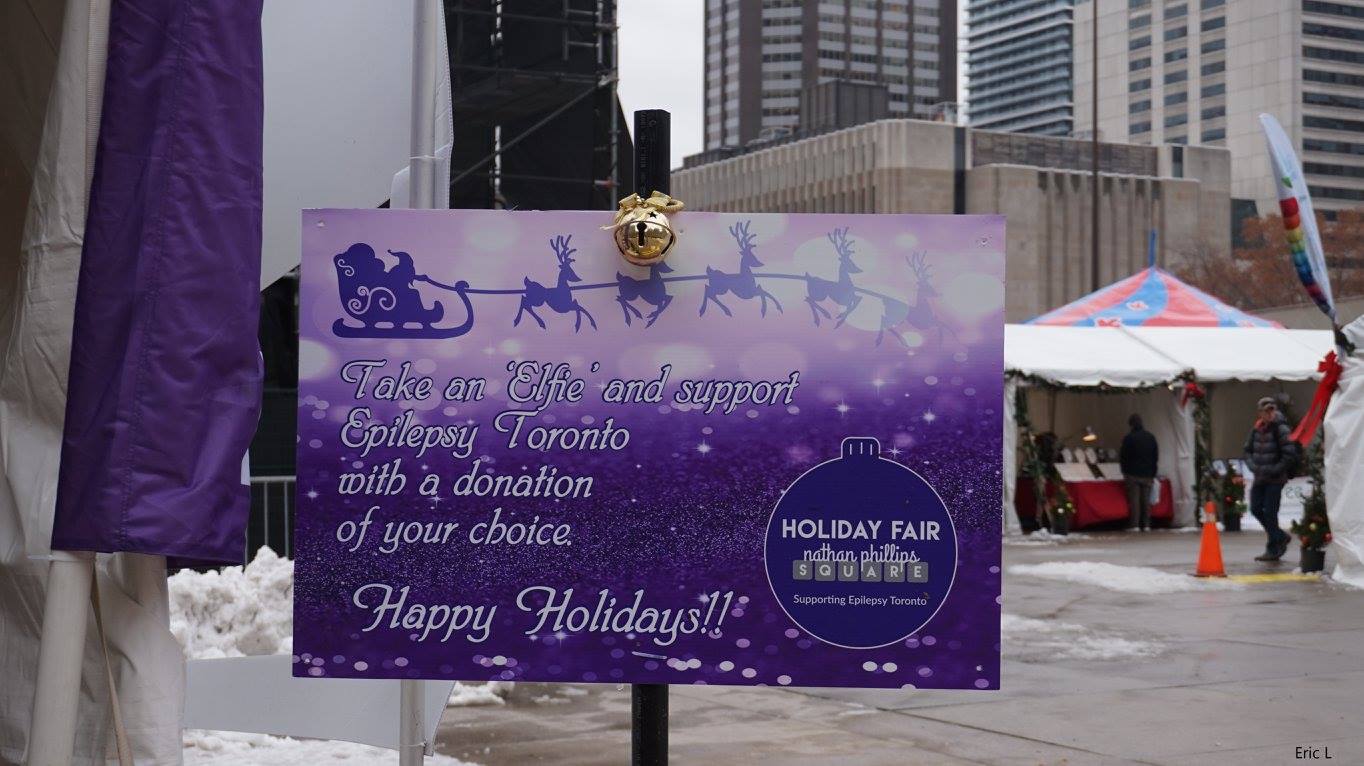 Take an 'Elfie' and support
Epilepsy Toronto
with a donation
of your choice.
Happy Holidays!!
HOLIDAY FAIR
nathan phillips
SQUARE
Supporting Epilepsy Toronto
Eric L